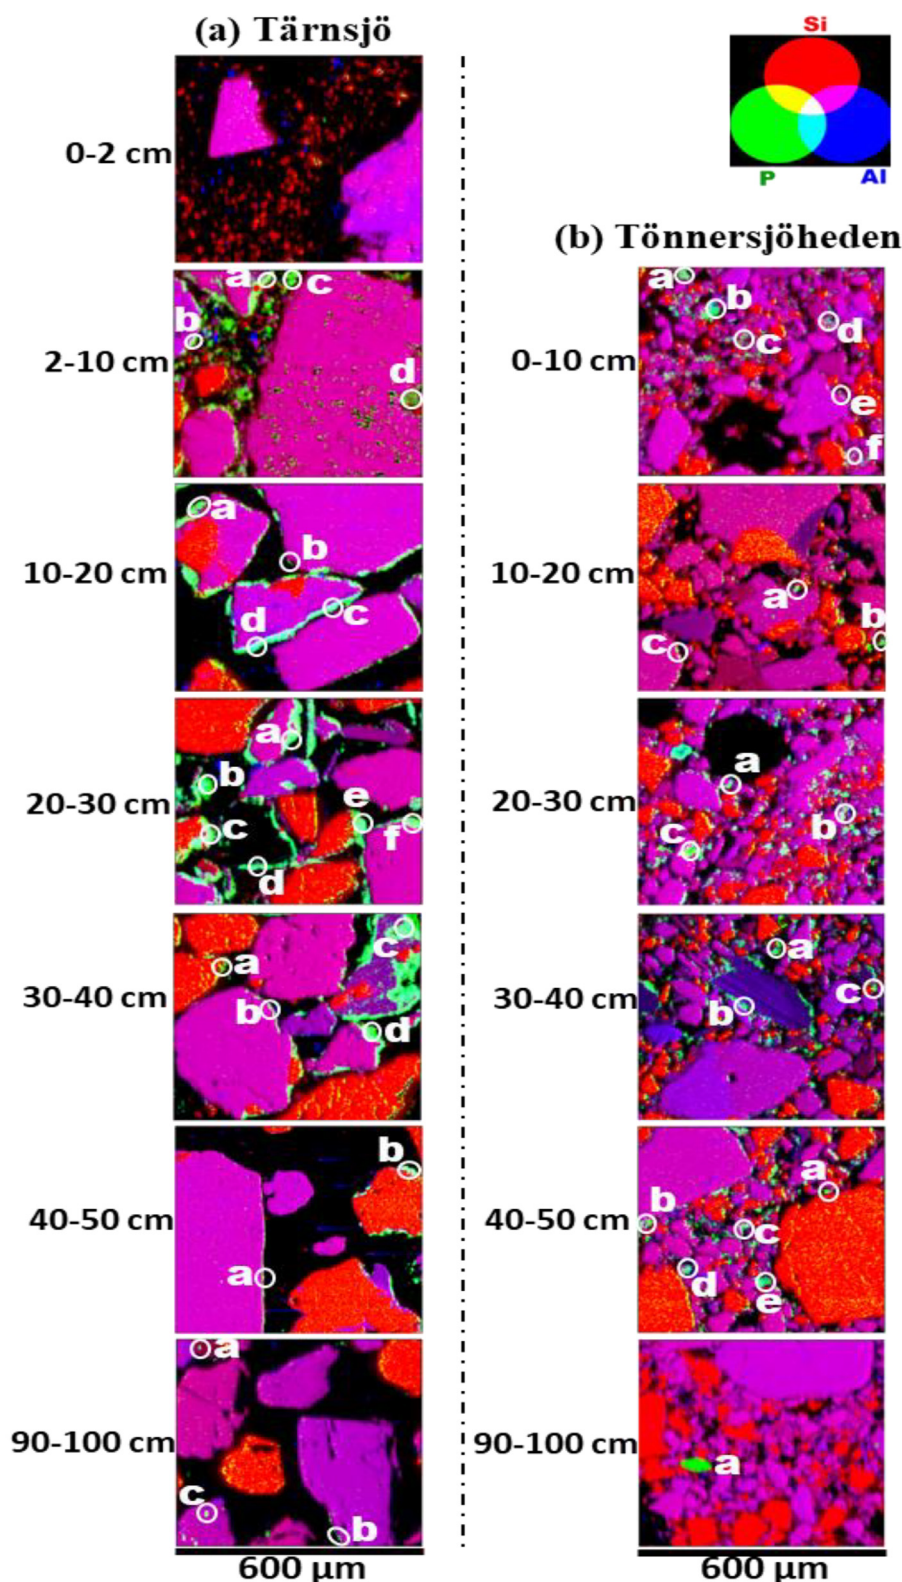 (a) Tärnsjö
Si
P
Al
(b) Tönnersjöheden
0-2 cm
2-10 cm
a
c
b
d
10-20 cm
a
b
c
d
20-30 cm
a
b
e
c
f
d
30-40 cm
c
a
b
d
40-50 cm
b
a
90-100 cm
a
c
b
600 µm
0-10 cm
a
b
d
c
e
f
10-20 cm
a
b
c
20-30 cm
a
b
c
30-40 cm
a
b
c
40-50 cm
a
b
c
d
e
90-100 cm
a
600 µm